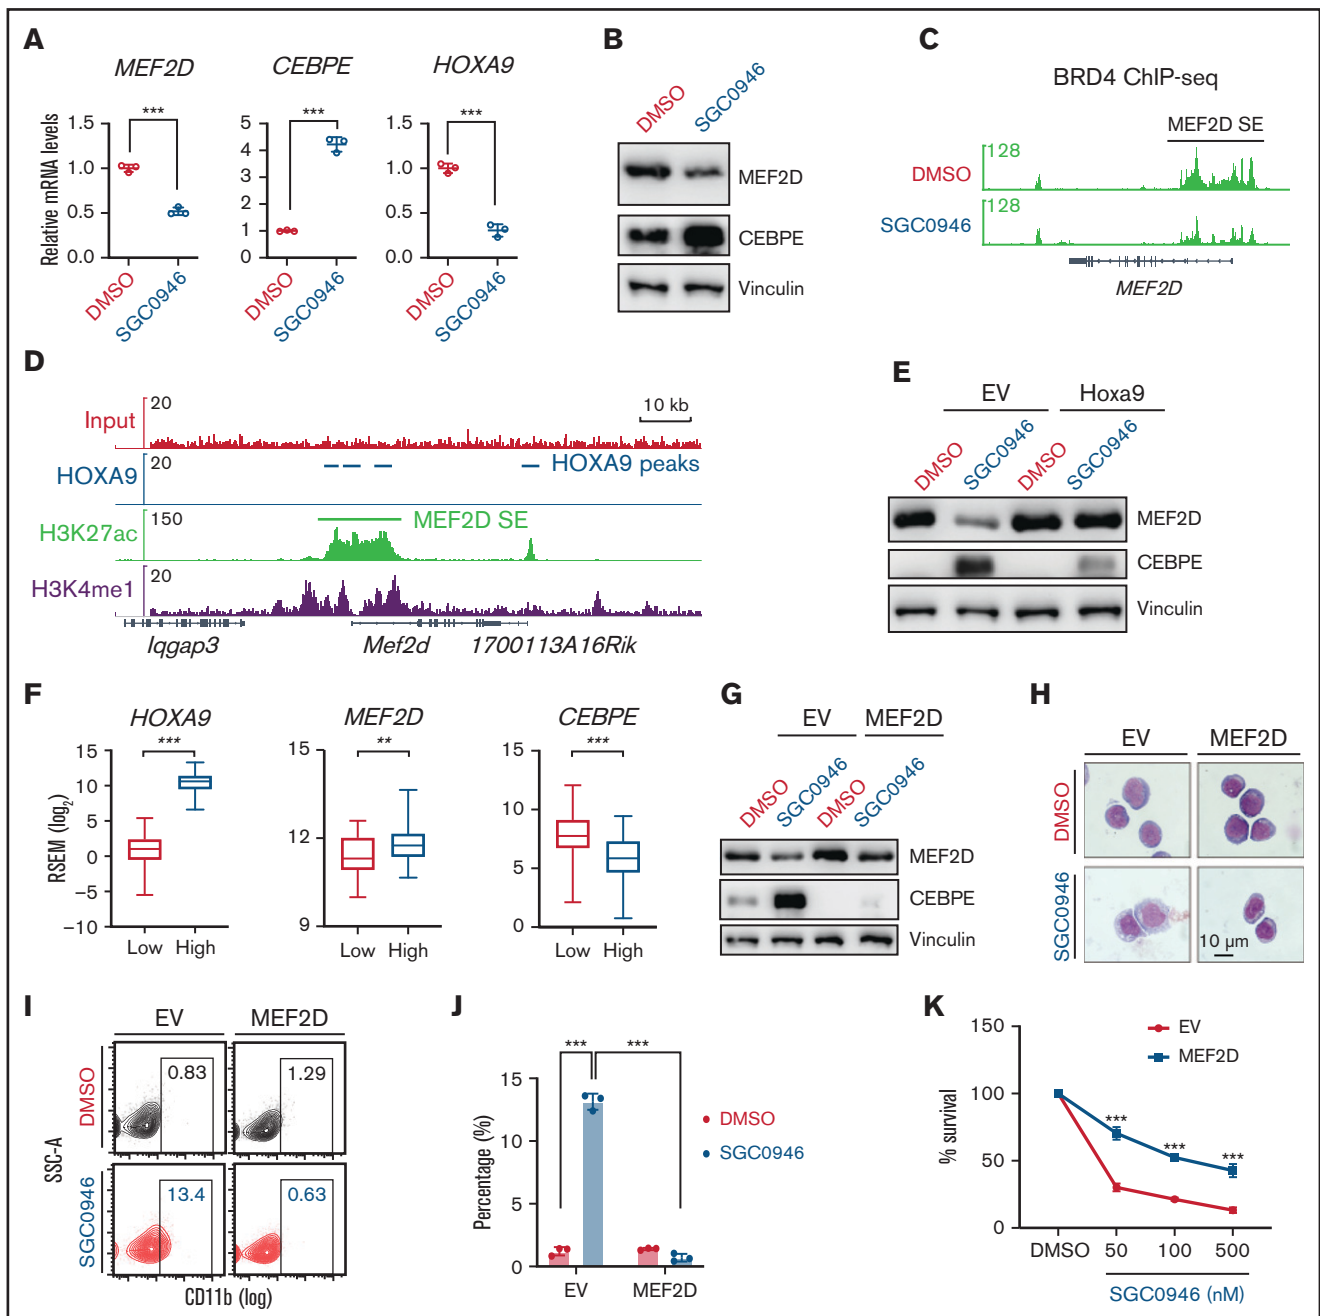 A
MEF2D
CEBPE
HOXA9
Relative mRNA levels
***
***
***
1.5
1.0
0.5
0.0
5
4
3
2
1
0
1.5
1.0
0.5
0.0
DMSO
SGC0946
DMSO
SGC0946
DMSO
SGC0946
B
DMSO
SGC0946
MEF2D
CEBPE
Vinculin
C
BRD4 ChIP-seq
MEF2D SE
DMSO
128
SGC0946
128
MEF2D
D
Input
20
10 kb
HOXA9
20
HOXA9 peaks
H3K27ac
150
MEF2D SE
H3K4me1
20
Iqgap3
Mef2d
1700113A16Rik
E
EV
Hoxa9
DMSO
SGC0946
DMSO
SGC0946
MEF2D
CEBPE
Vinculin
F
HOXA9
MEF2D
CEBPE
RSEM (log2)
***
**
***
15
10
5
0
−5
−10
Low
High
15
12
9
Low
High
15
10
5
0
Low
High
G
EV
MEF2D
DMSO
SGC0946
DMSO
SGC0946
MEF2D
CEBPE
Vinculin
H
EV
MEF2D
DMSO
SGC0946
10 µm
I
EV
MEF2D
DMSO
0.83
1.29
SGC0946
13.4
0.63
SSC-A
CD11b (log)
J
***
***
Percentage (%)
15
10
5
0
EV
MEF2D
DMSO
SGC0946
K
% survival
150
100
50
0
EV
MEF2D
***
***
***
DMSO
50
100
500
SGC0946 (nM)